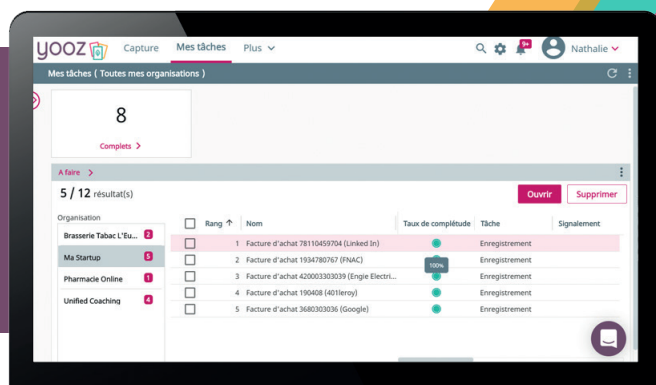 yooz
Capture Mes tâches Plus 9+ Nathalie
Mes tâches ( Toutes mes organisations )
8
Complets
A faire
5 / 12 résultat(s) Ouvrir Supprimer
Organisation
Rang Nom Taux de complétude Tâche Signalement
Brasserie Tabac L'Eu... 2
Ma Startup 5
Pharmacie Online 1
Unified Coaching 4
1 Facture d'achat 78110459704 (Linked In) Enregistrement
2 Facture d'achat 1934780767 (FNAC) Enregistrement
100%
3 Facture d'achat 420003303039 (Engie Electri... Enregistrement
4 Facture d'achat 190408 (401leroy) Enregistrement
5 Facture d'achat 3680303036 (Google) Enregistrement